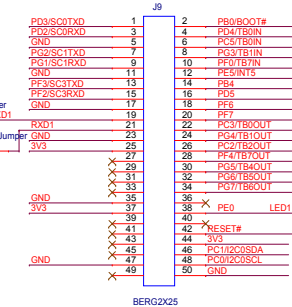 J9
PD3/SC0TXD 1 2 PB0/BOOT#
PD2/SC0RXD 3 4 PD4/TB0IN
GND 5 6 PC5/TB0IN
PG2/SC1TXD 7 8 PG3/TB1IN
PG1/SC1RXD 9 10 PF0/TB7IN
GND 11 12 PE5/INT5
PF3/SC3TXD 13 14 PB4
PF2/SC3RXD 15 16 PD5
GND 17 18 PF6
19 20 PF7
RXD1 21 22 PC3/TB0OUT
Jumper GND 23 24 PG4/TB1OUT
3V3 25 26 PC2/TB2OUT
27 28 PF4/TB7OUT
29 30 PG5/TB4OUT
31 32 PG6/TB5OUT
33 34 PG7/TB6OUT
GND 35 36
3V3 37 38 PE0 LED1
39 40
41 42 RESET#
43 44 3V3
45 46 PC1/I2C0SDA
GND 47 48 PC0/I2C0SCL
49 50 GND
BERG2X25